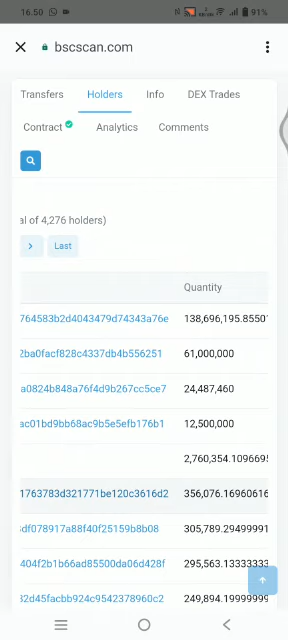 16.50 91%
bscscan.com
Transfers Holders Info DEX Trades
Contract Analytics Comments
al of 4,276 holders)
> Last
Quantity
764583b2d4043479d74343a76e 138,696,195.8550
2ba0facf828c4337db4b556251 61,000,000
a0824b848a76f4d9b267cc5ce7 24,487,460
ac01bd9bb68ac9b5e5efb176b1 12,500,000
2,760,354.109669
1763783d321771be120c3616d2 356,076.16960616
df078917a88f40f25159b8b08 305,789.29499991
404f2b1b66ad85500da06d428f 295,563.13333333
32d45facbb924c9542378960c2 249,894.19999999